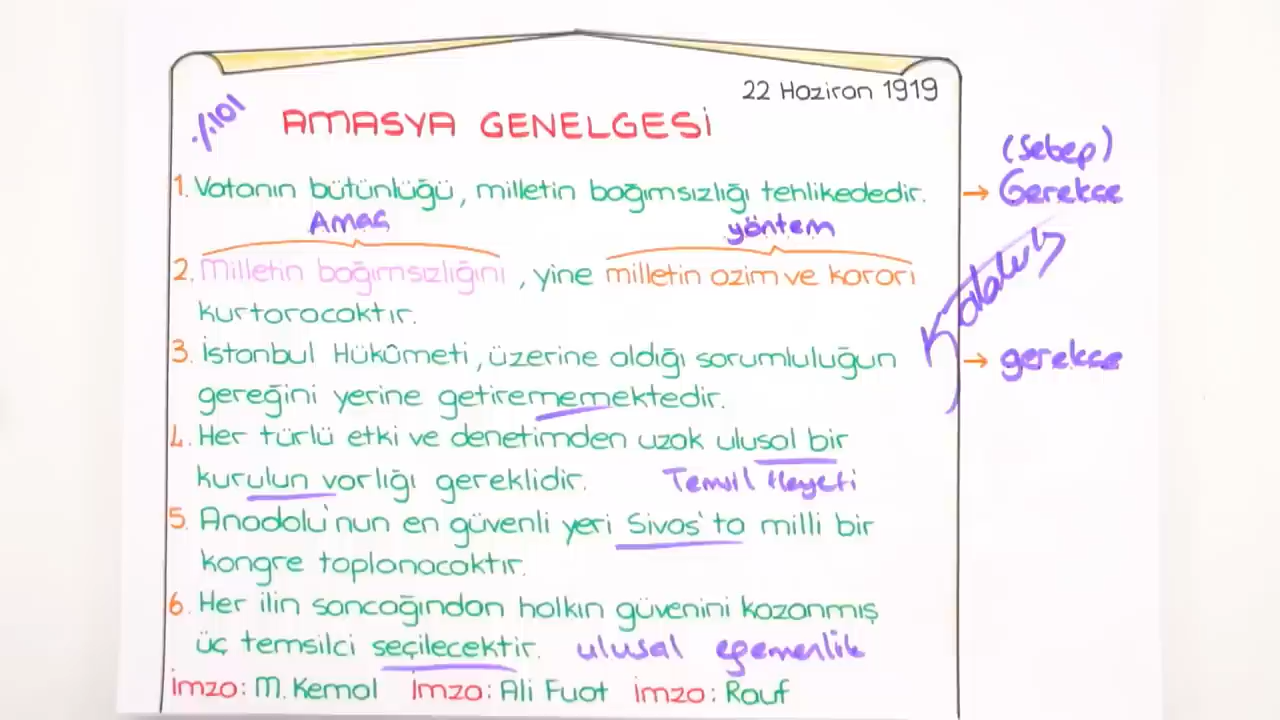 22 Haziran 1919
%101
AMASYA GENELGESİ
(Sebep)
1. Vatanın bütünlüğü, milletin bağımsızlığı tehlikededir. → Gerekçe
Amaç yöntem
2. Milletin bağımsızlığını, yine milletin azim ve kararı
kurtaracaktır.
3. İstanbul Hükûmeti, üzerine aldığı sorumluluğun → gerekçe
gereğini yerine getirememektedir.
4. Her türlü etki ve denetimden uzak ulusal bir
kurulun varlığı gereklidir. Temsil Heyeti
5. Anadolu'nun en güvenli yeri Sivas'ta milli bir
kongre toplanacaktır.
6. Her ilin sancağından halkın güvenini kazanmış
üç temsilci seçilecektir. ulusal egemenlik
İmza: M. Kemal İmza: Ali Fuat İmza: Rauf